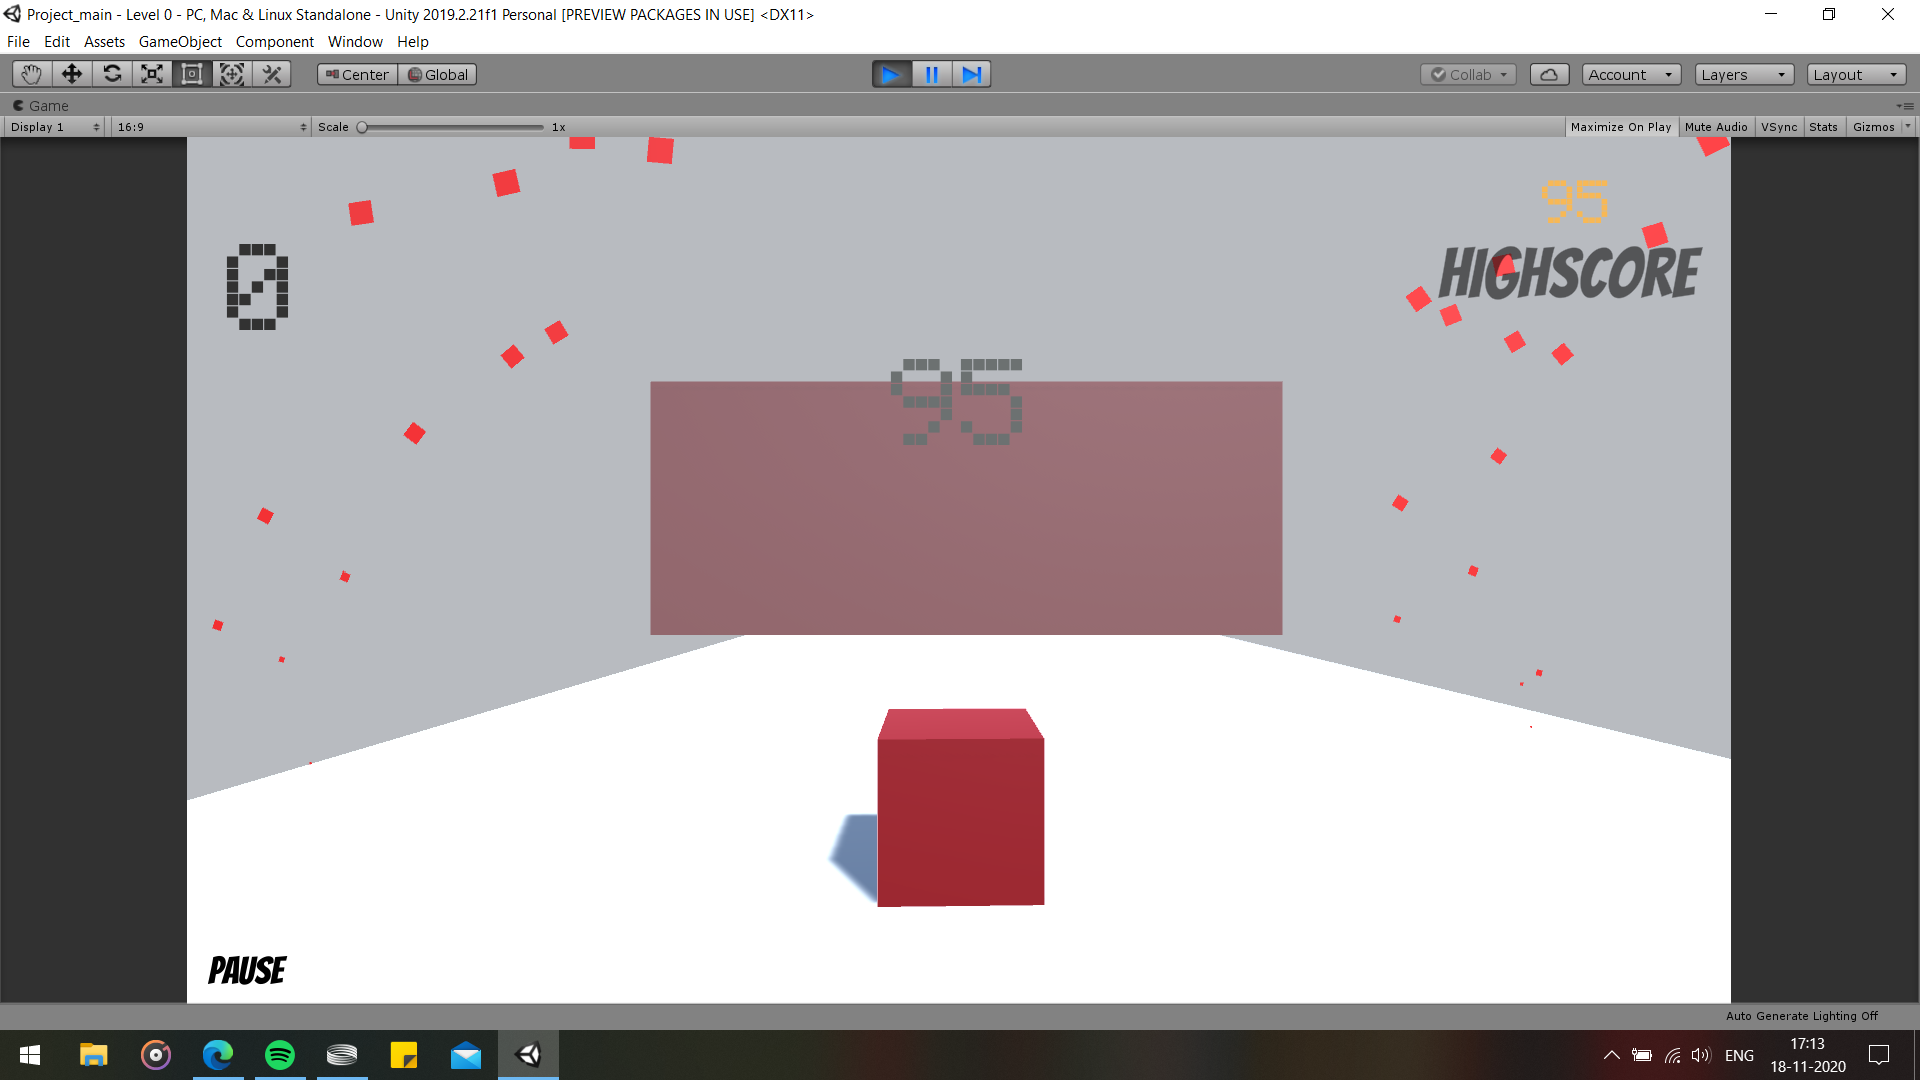 Project_main - Level 0 - PC, Mac & Linux Standalone - Unity 2019.2.21f1 Personal [PREVIEW PACKAGES IN USE] <DX11>
File Edit Assets GameObject Component Window Help
Center Global Collab Account Layers Layout
Game
Display 1 16:9 Scale 1x Maximize On Play Mute Audio VSync Stats Gizmos
95
0
HIGHSCORE
95
PAUSE
Auto Generate Lighting Off
ENG
17:13
18-11-2020